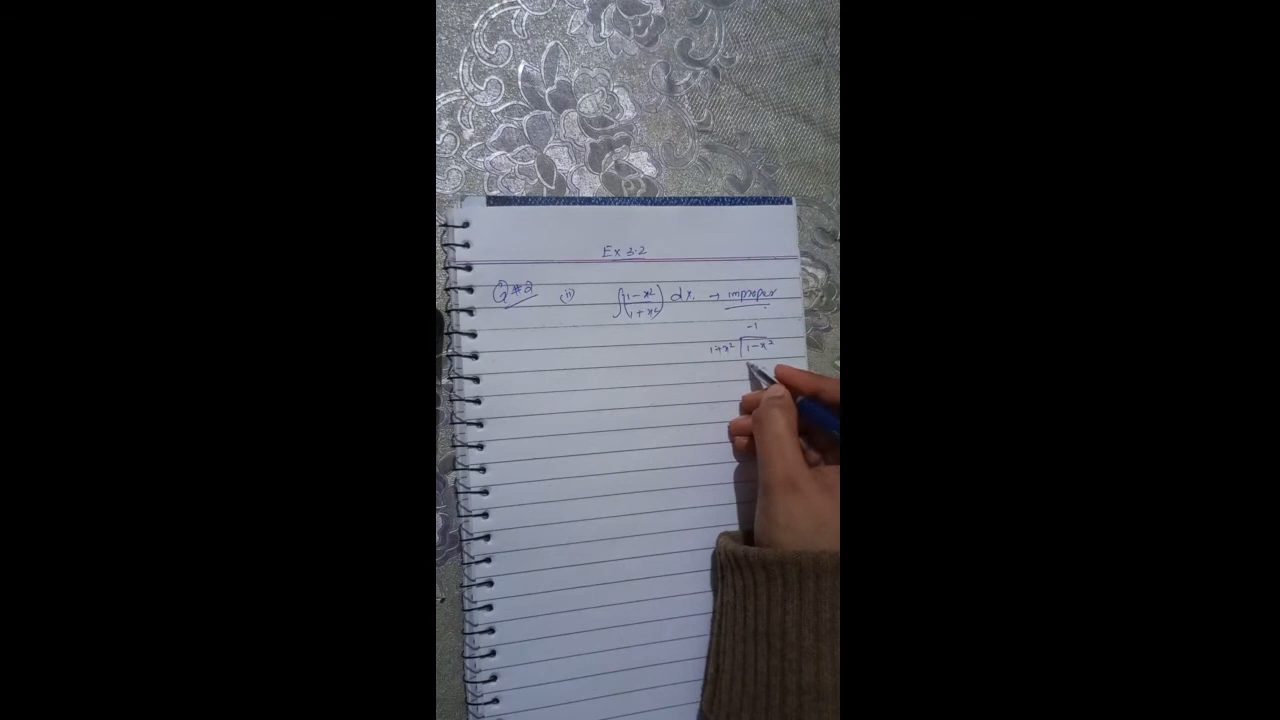 Ex 3.2
Q#2 (ii) ∫(1-x²/1+x²) dx. → improper
-1
1+x² 1-x²